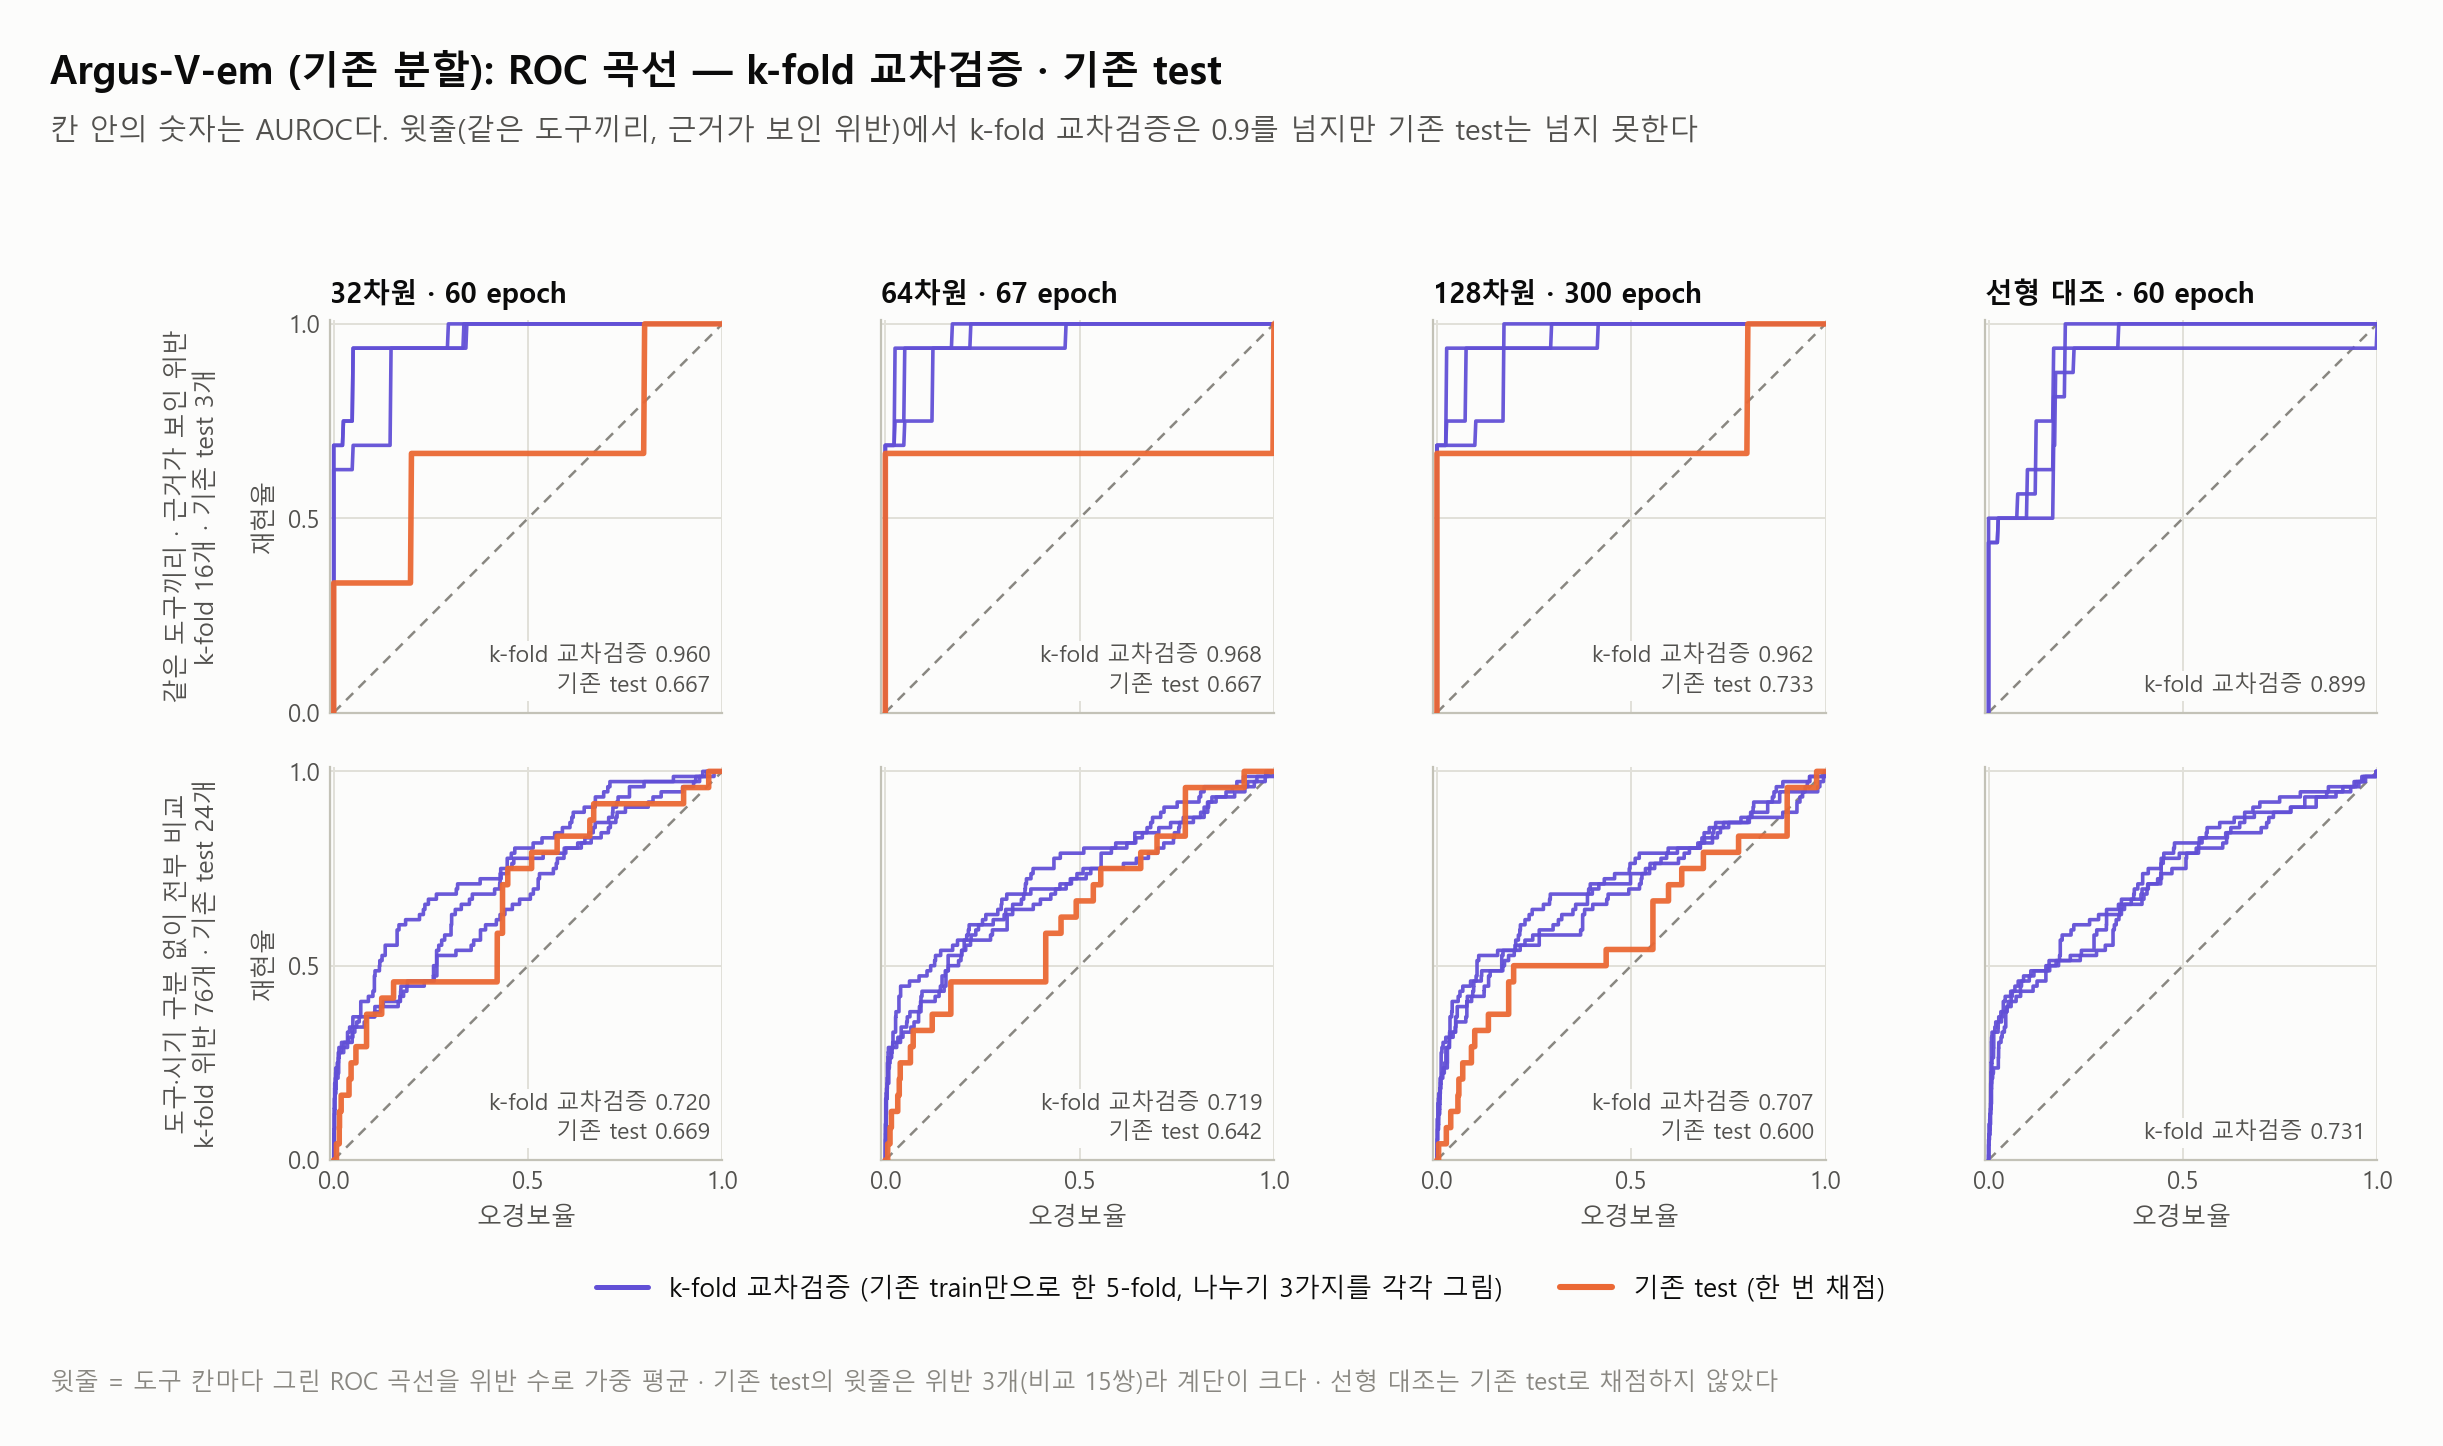 Argus-V-em (기존 분할): ROC 곡선 — k-fold 교차검증 · 기존 test
칸 안의 숫자는 AUROC다. 윗줄(같은 도구끼리, 근거가 보인 위반)에서 k-fold 교차검증은 0.9를 넘지만 기존 test는 넘지 못한다
32차원 · 60 epoch
64차원 · 67 epoch
128차원 · 300 epoch
선형 대조 · 60 epoch
같은 도구끼리 · 근거가 보인 위반
k-fold 16개 · 기존 test 3개
재현율
1.0
0.5
0.0
k-fold 교차검증 0.960
기존 test 0.667
k-fold 교차검증 0.968
기존 test 0.667
k-fold 교차검증 0.962
기존 test 0.733
k-fold 교차검증 0.899
도구·시기 구분 없이 전부 비교
k-fold 위반 76개 · 기존 test 24개
재현율
1.0
0.5
0.0
k-fold 교차검증 0.720
기존 test 0.669
k-fold 교차검증 0.719
기존 test 0.642
k-fold 교차검증 0.707
기존 test 0.600
k-fold 교차검증 0.731
0.0 0.5 1.0
0.0 0.5 1.0
0.0 0.5 1.0
0.0 0.5 1.0
오경보율
오경보율
오경보율
오경보율
k-fold 교차검증 (기존 train만으로 한 5-fold, 나누기 3가지를 각각 그림)
기존 test (한 번 채점)
윗줄 = 도구 칸마다 그린 ROC 곡선을 위반 수로 가중 평균 · 기존 test의 윗줄은 위반 3개(비교 15쌍)라 계단이 크다 · 선형 대조는 기존 test로 채점하지 않았다